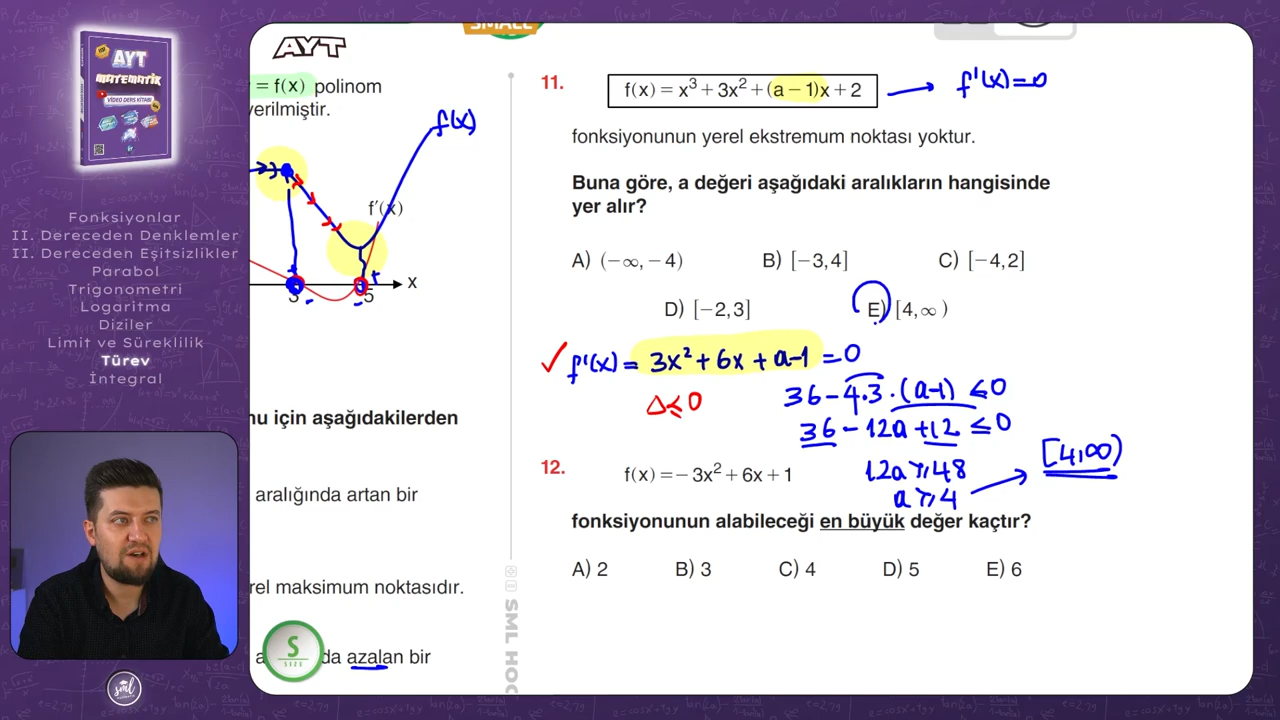 AYT
MATEMATİK
VİDEO DERS KİTABI
Fonksiyonlar
II. Dereceden Denklemler
II. Dereceden Eşitsizlikler
Parabol
Trigonometri
Logaritma
Diziler
Limit ve Süreklilik
Türev
İntegral
sml
SMALL
AYT
= f(x) polinom
verilmiştir.
f(x)
f'(x)
x
3
5
nu için aşağıdakilerden
aralığında artan bir
rel maksimum noktasıdır.
da azalan bir
S
SIZE
SML HOC
11.
f(x) = x³ + 3x² + (a − 1)x + 2
f'(x)=0
fonksiyonunun yerel ekstremum noktası yoktur.
Buna göre, a değeri aşağıdaki aralıkların hangisinde
yer alır?
A) (−∞, −4) B) [−3,4] C) [−4,2]
D) [−2,3] E) [4,∞ )
f'(x) = 3x² + 6x + a−1 = 0
Δ ≤ 0
36 − 4.3.(a−1) ≤ 0
36 − 12a + 12 ≤ 0
12a ≥ 48
a ≥ 4
[4,∞)
12.
f(x) = − 3x² + 6x + 1
fonksiyonunun alabileceği en büyük değer kaçtır?
A) 2 B) 3 C) 4 D) 5 E) 6